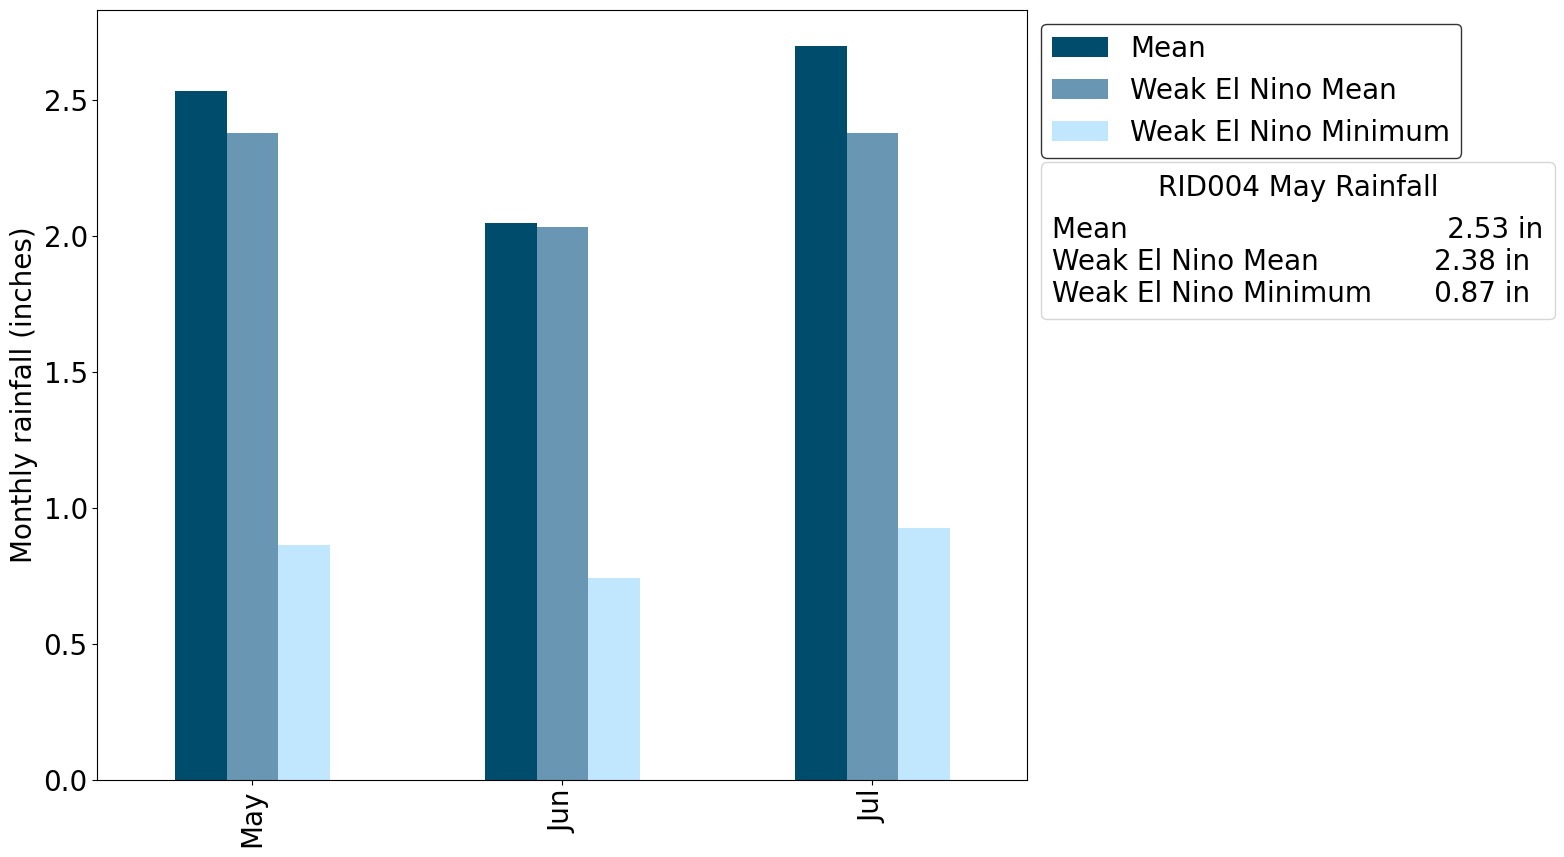 Monthly rainfall (inches)
2.5
2.0
1.5
1.0
0.5
0.0
May
Jun
Jul
Mean
Weak El Nino Mean
Weak El Nino Minimum
RID004 May Rainfall
Mean 2.53 in
Weak El Nino Mean 2.38 in
Weak El Nino Minimum 0.87 in